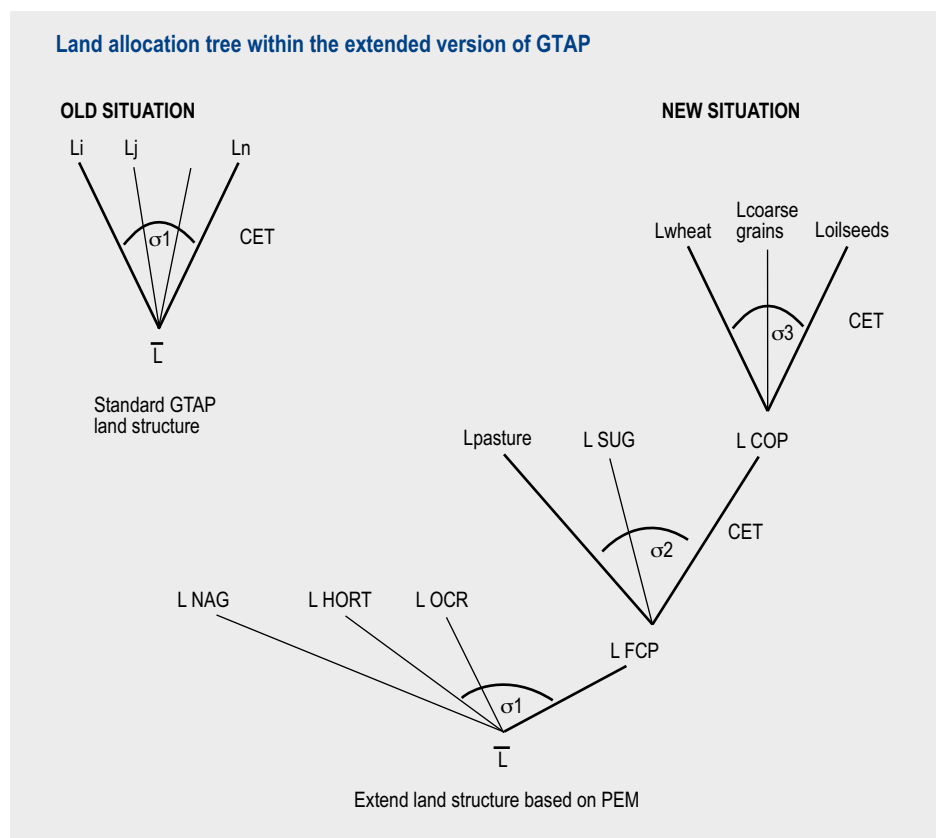 Land allocation tree within the extended version of GTAP
OLD SITUATION
Li Lj Ln
σ1
CET
L̅
Standard GTAP
land structure
NEW SITUATION
Lwheat
Lcoarse
grains
Loilseeds
σ3
CET
Lpasture
L SUG
L COP
σ2
CET
L NAG
L HORT
L OCR
L FCP
σ1
L̅
Extend land structure based on PEM